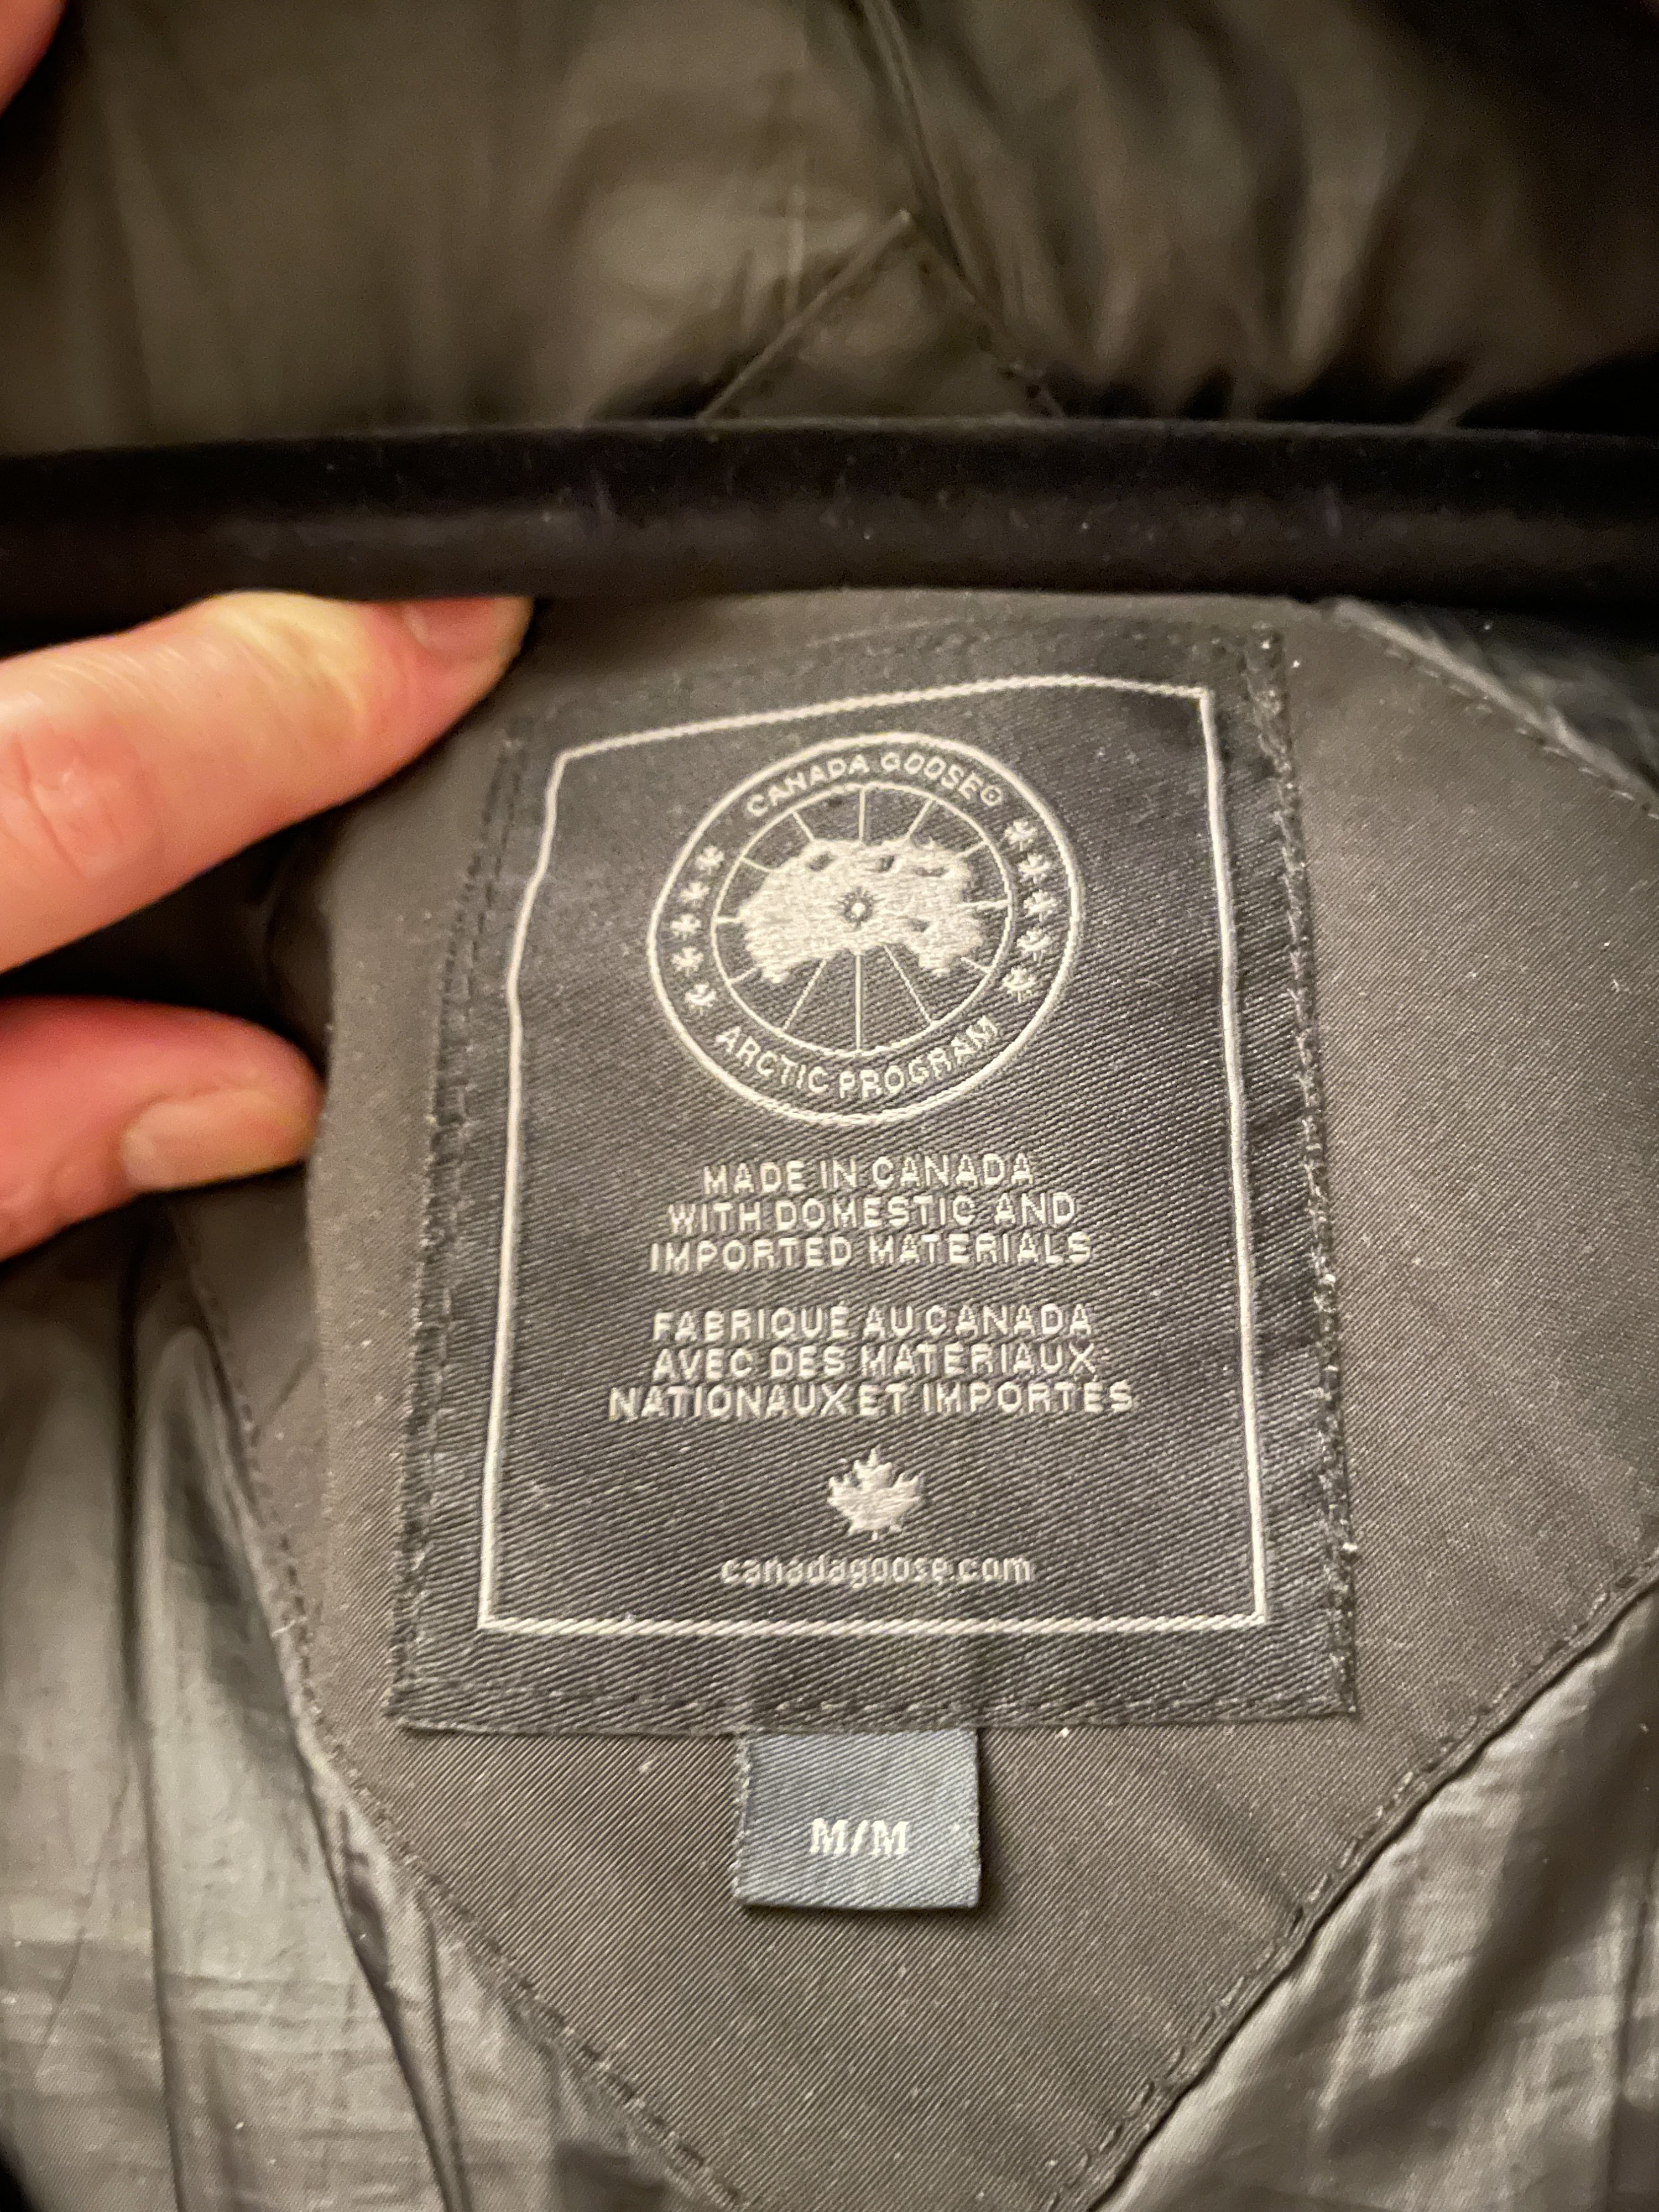 CANADA GOOSE®
ARCTIC PROGRAM
MADE IN CANADA
WITH DOMESTIC AND
IMPORTED MATERIALS
FABRIQUÉ AU CANADA
AVEC DES MATÉRIAUX
NATIONAUX ET IMPORTÉS
canadagoose.com
M/M